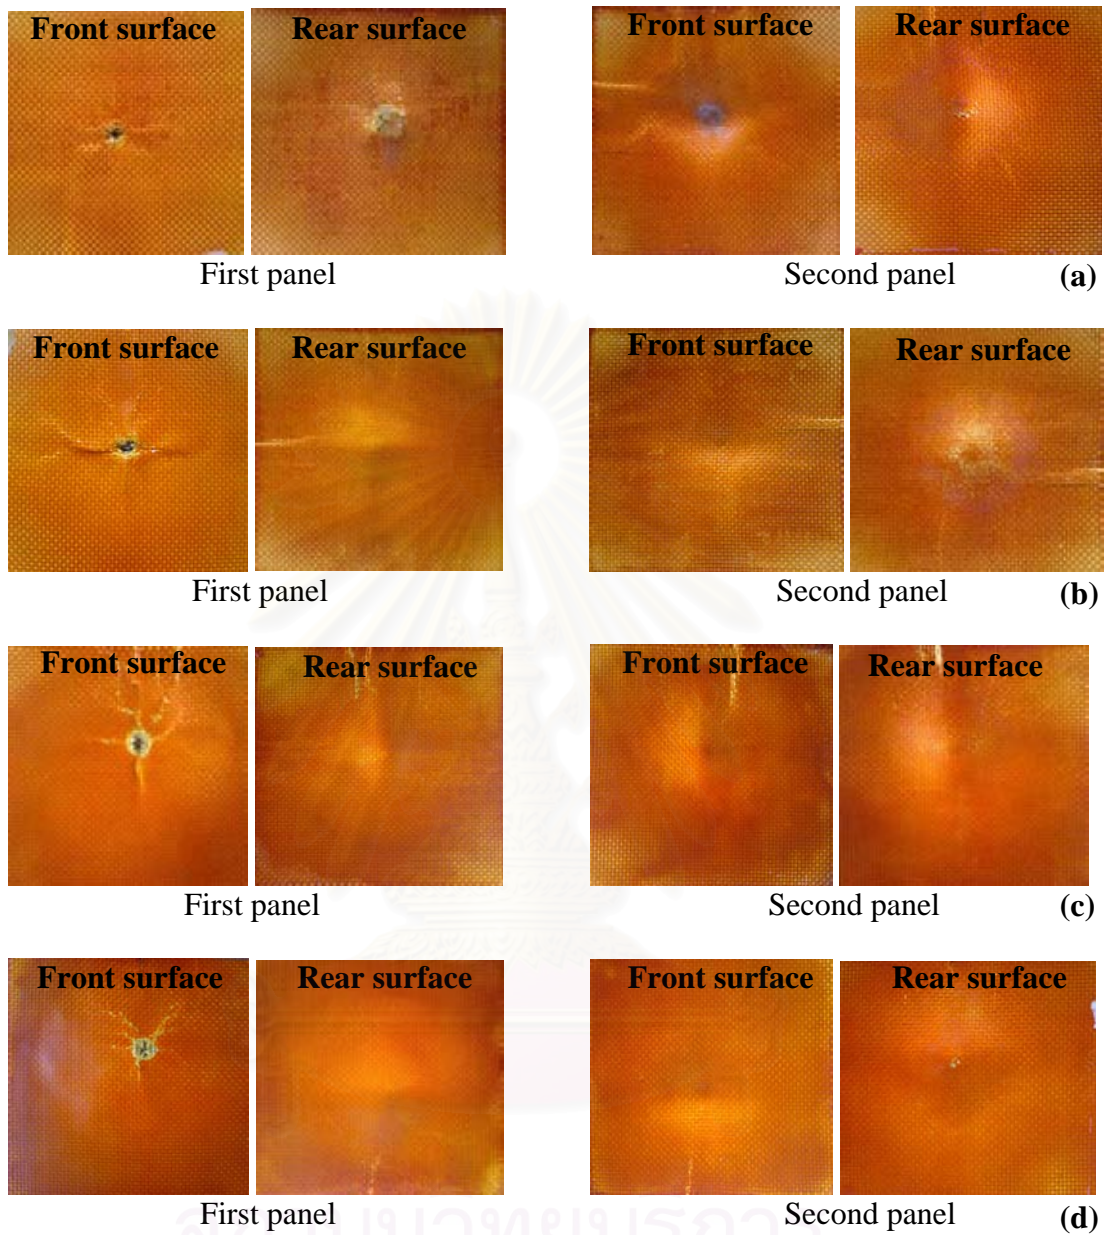 Front surface Rear surface Front surface Rear surface
First panel Second panel (a)
Front surface Rear surface Front surface Rear surface
First panel Second panel (b)
Front surface Rear surface Front surface Rear surface
First panel Second panel (c)
Front surface Rear surface Front surface Rear surface
First panel Second panel (d)